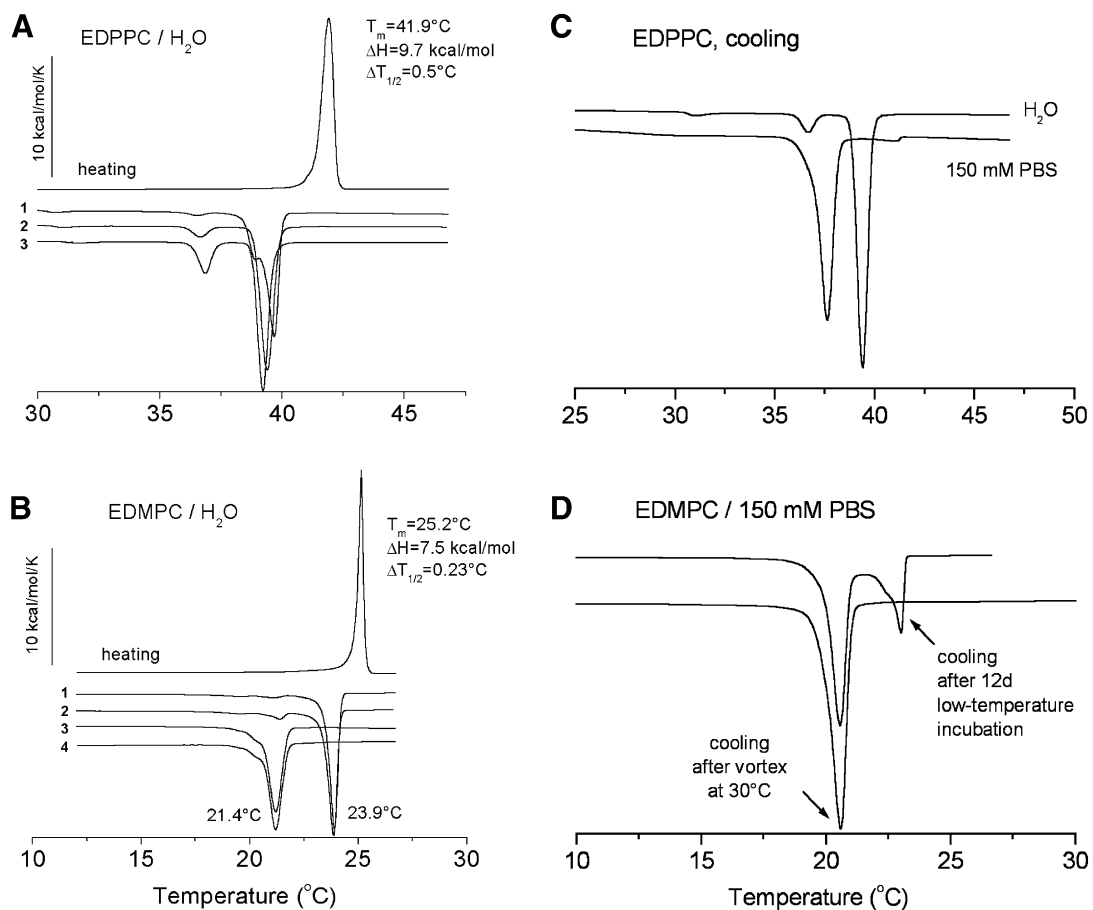 A
EDPPC / H2O
Tm=41.9°C
ΔH=9.7 kcal/mol
ΔT1/2=0.5°C
10 kcal/mol/K
heating
1
2
3
30 35 40 45
B
EDMPC / H2O
Tm=25.2°C
ΔH=7.5 kcal/mol
ΔT1/2=0.23°C
10 kcal/mol/K
heating
1
2
3
4
21.4°C
23.9°C
10 15 20 25 30
Temperature (°C)
C
EDPPC, cooling
H2O
150 mM PBS
25 30 35 40 45 50
D
EDMPC / 150 mM PBS
cooling
after 12d
low-temperature
incubation
cooling
after vortex
at 30°C
10 15 20 25 30
Temperature (°C)